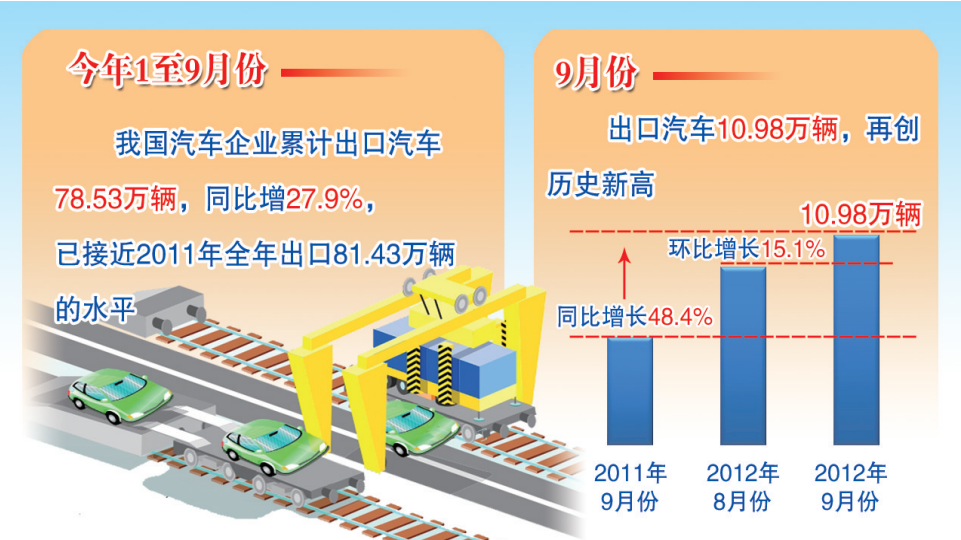 今年1至9月份
我国汽车企业累计出口汽车
78.53万辆，同比增27.9%，
已接近2011年全年出口81.43万辆
的水平
9月份
出口汽车10.98万辆，再创
历史新高
10.98万辆
环比增长15.1%
同比增长48.4%
2011年
9月份
2012年
8月份
2012年
9月份